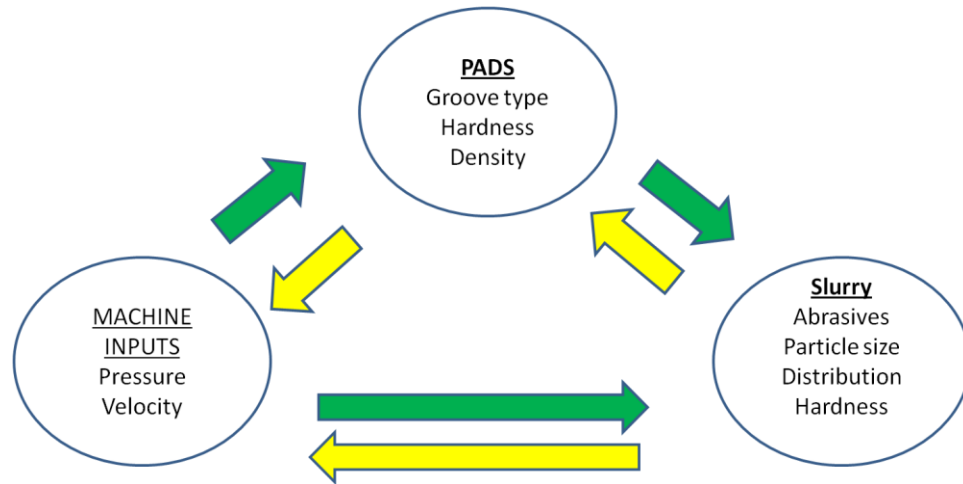 PADS
Groove type
Hardness
Density
MACHINE
INPUTS
Pressure
Velocity
Slurry
Abrasives
Particle size
Distribution
Hardness